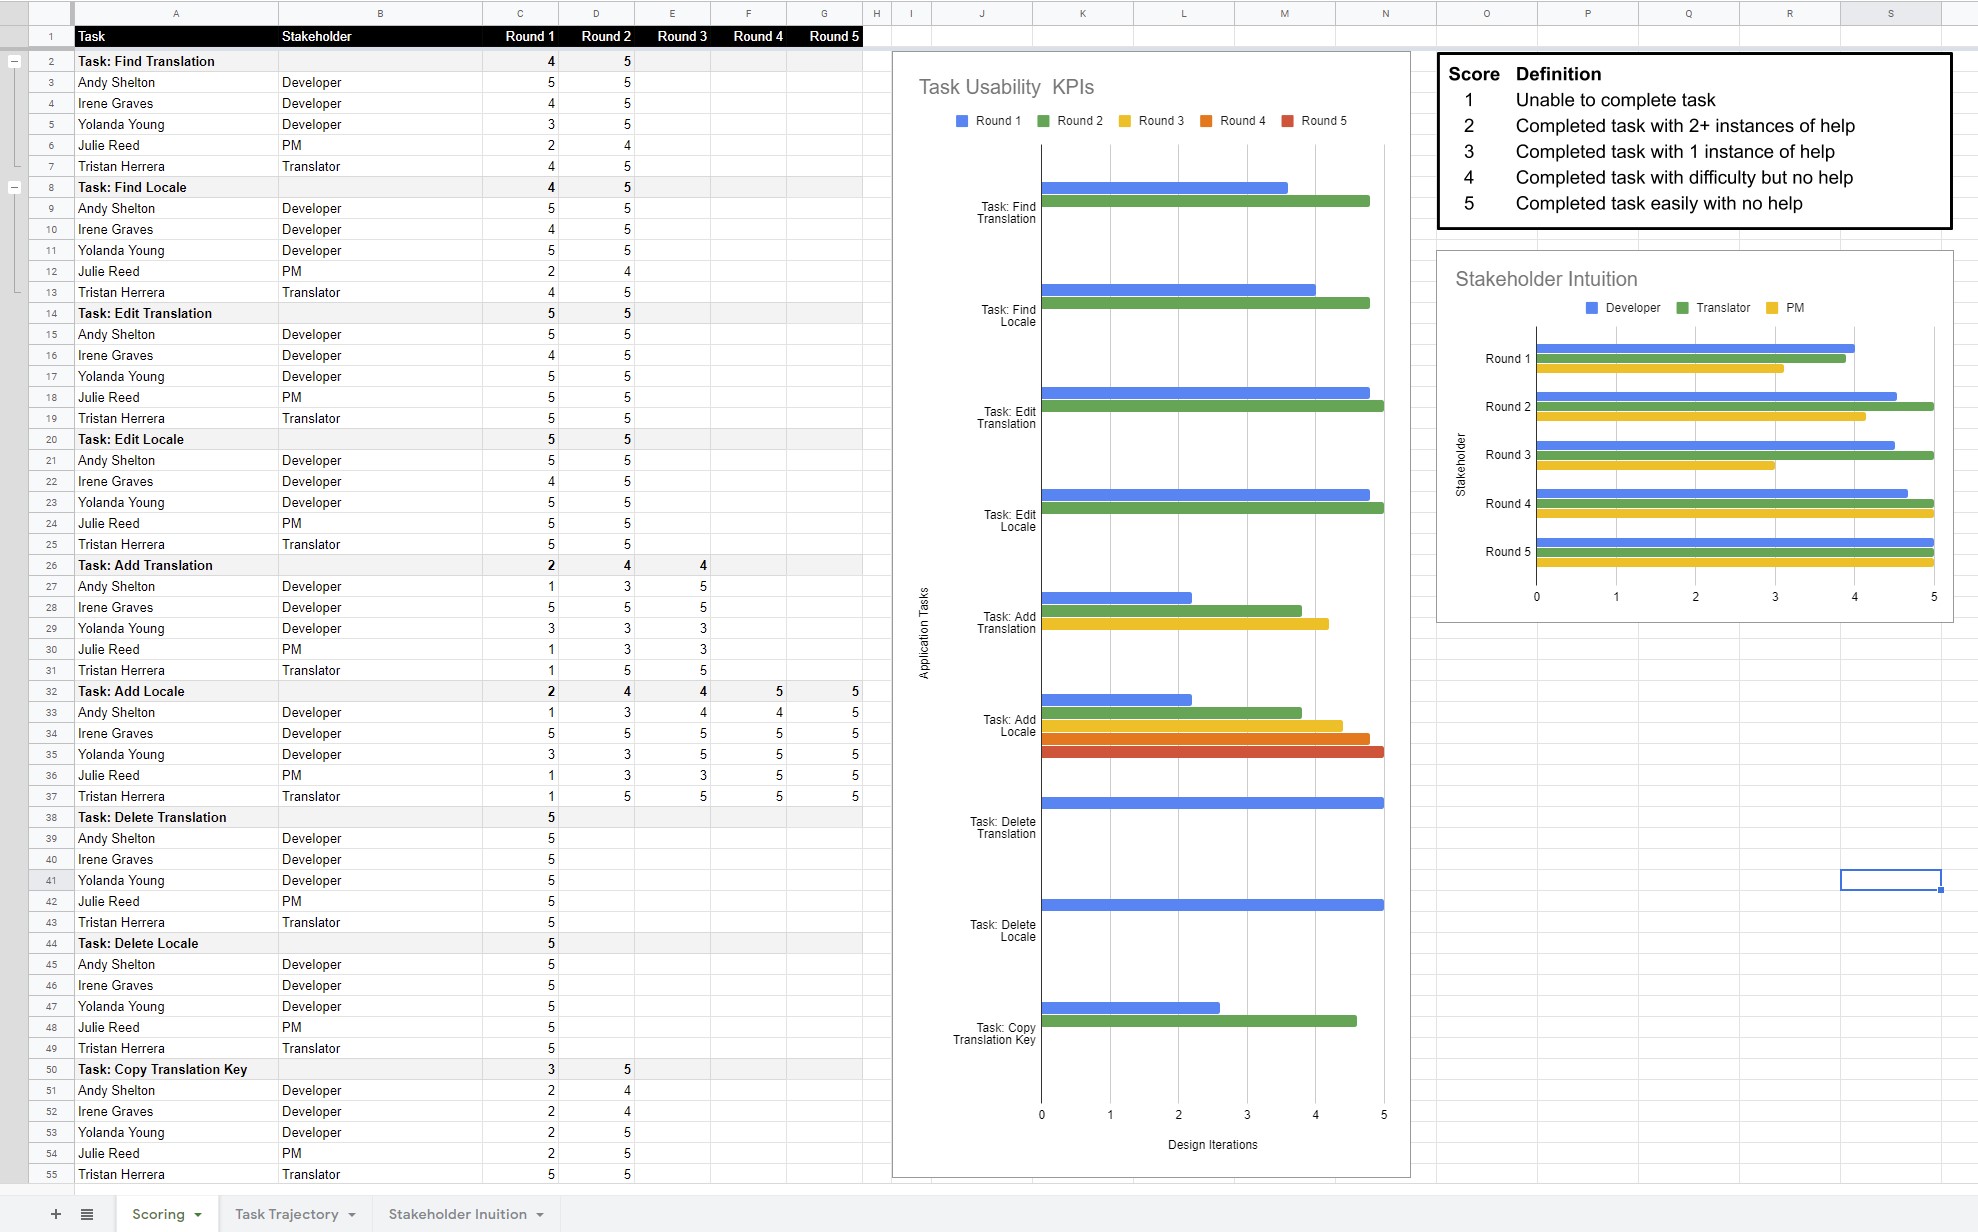 A B C D E F G H I J K L M N O P Q R S
1 Task Stakeholder Round 1 Round 2 Round 3 Round 4 Round 5
2 Task: Find Translation 4 5
3 Andy Shelton Developer 5 5
4 Irene Graves Developer 4 5
5 Yolanda Young Developer 3 5
6 Julie Reed PM 2 4
7 Tristan Herrera Translator 4 5
8 Task: Find Locale 4 5
9 Andy Shelton Developer 5 5
10 Irene Graves Developer 4 5
11 Yolanda Young Developer 5 5
12 Julie Reed PM 2 4
13 Tristan Herrera Translator 4 5
14 Task: Edit Translation 5 5
15 Andy Shelton Developer 5 5
16 Irene Graves Developer 4 5
17 Yolanda Young Developer 5 5
18 Julie Reed PM 5 5
19 Tristan Herrera Translator 5 5
20 Task: Edit Locale 5 5
21 Andy Shelton Developer 5 5
22 Irene Graves Developer 4 5
23 Yolanda Young Developer 5 5
24 Julie Reed PM 5 5
25 Tristan Herrera Translator 5 5
26 Task: Add Translation 2 4 4
27 Andy Shelton Developer 1 3 5
28 Irene Graves Developer 5 5 5
29 Yolanda Young Developer 3 3 3
30 Julie Reed PM 1 3 3
31 Tristan Herrera Translator 1 5 5
32 Task: Add Locale 2 4 4 5 5
33 Andy Shelton Developer 1 3 4 4 5
34 Irene Graves Developer 5 5 5 5 5
35 Yolanda Young Developer 3 3 5 5 5
36 Julie Reed PM 1 3 3 5 5
37 Tristan Herrera Translator 1 5 5 5 5
38 Task: Delete Translation 5
39 Andy Shelton Developer 5
40 Irene Graves Developer 5
41 Yolanda Young Developer 5
42 Julie Reed PM 5
43 Tristan Herrera Translator 5
44 Task: Delete Locale 5
45 Andy Shelton Developer 5
46 Irene Graves Developer 5
47 Yolanda Young Developer 5
48 Julie Reed PM 5
49 Tristan Herrera Translator 5
50 Task: Copy Translation Key 3 5
51 Andy Shelton Developer 2 4
52 Irene Graves Developer 2 4
53 Yolanda Young Developer 2 5
54 Julie Reed PM 2 5
55 Tristan Herrera Translator 5 5
Task Usability KPIs
Round 1 Round 2 Round 3 Round 4 Round 5
Task: Find
Translation
Task: Find
Locale
Task: Edit
Translation
Task: Edit
Locale
Application Tasks
Task: Add
Translation
Task: Add
Locale
Task: Delete
Translation
Task: Delete
Locale
Task: Copy
Translation Key
0 1 2 3 4 5
Design Iterations
Score Definition
1 Unable to complete task
2 Completed task with 2+ instances of help
3 Completed task with 1 instance of help
4 Completed task with difficulty but no help
5 Completed task easily with no help
Stakeholder Intuition
Developer Translator PM
Stakeholder
Round 1
Round 2
Round 3
Round 4
Round 5
0 1 2 3 4 5
Scoring Task Trajectory Stakeholder Inuition